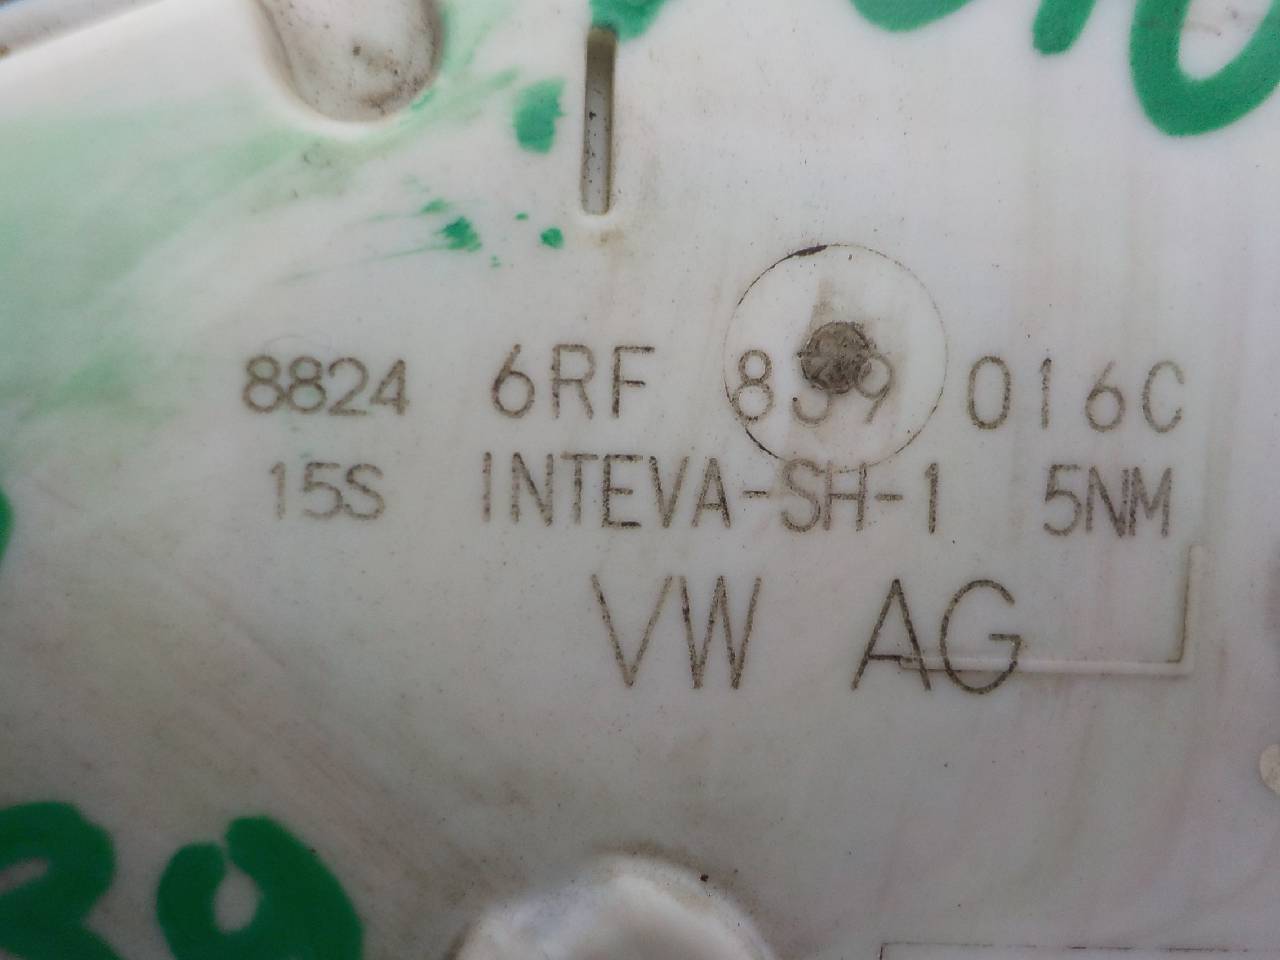 8824 6RF 839 016C
15S INTEVA-SH-1 5NM
VW AG